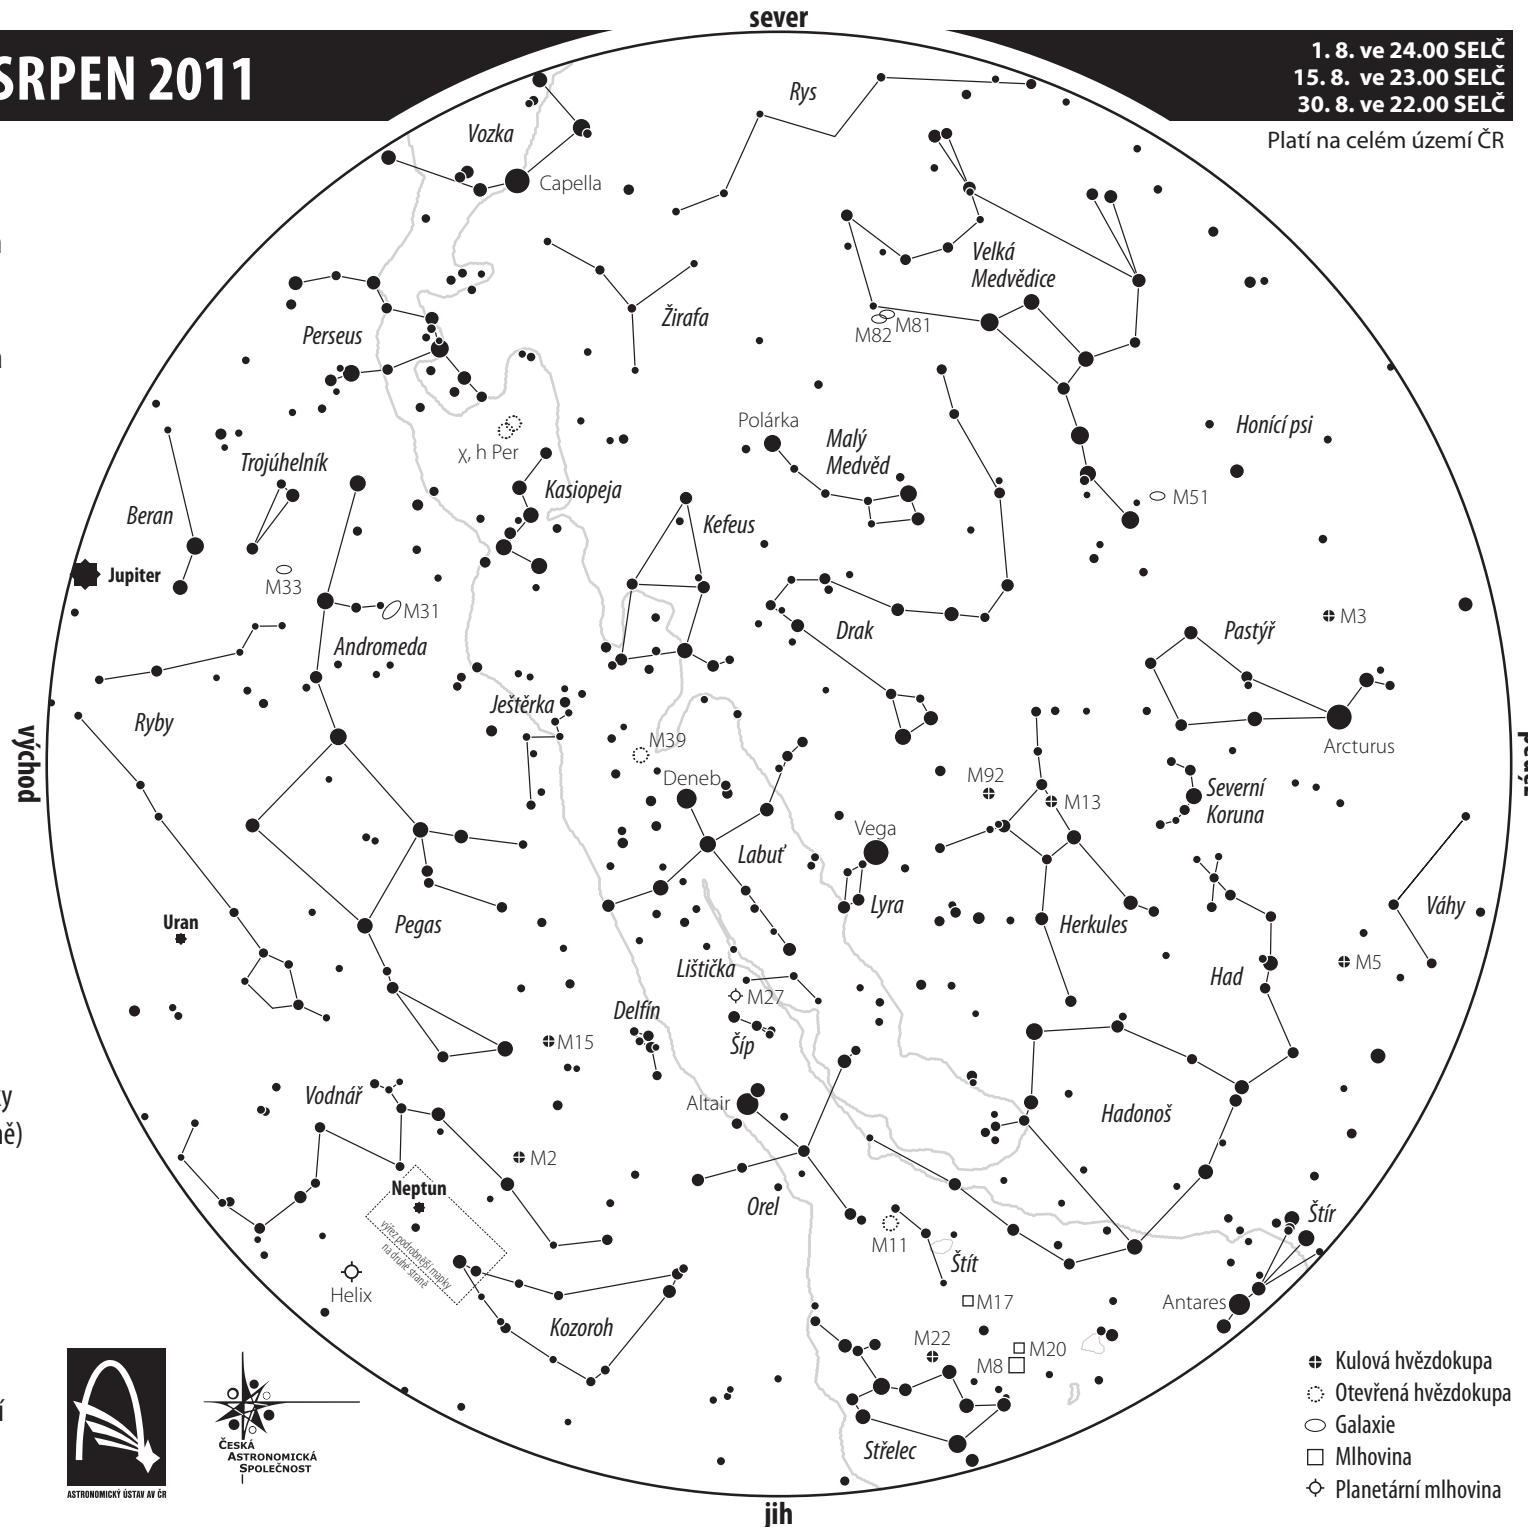 sever
SRPEN 2011
1. 8. ve 24.00 SELČ
15. 8. ve 23.00 SELČ
30. 8. ve 22.00 SELČ
Platí na celém území ČR
Rys
Vozka
Capella
Velká
Medvědice
Žirafa
M82
M81
Perseus
Polárka
Malý
Medvěd
Honící psi
χ, h Per
Trojúhelník
Kasiopeja
M51
Beran
Kefeus
Jupiter
M33
M31
M3
Drak
Pastýř
Andromeda
Ještěrka
Ryby
M39
Arcturus
východ
Deneb
M92
M13
Severní
Koruna
Vega
Labuť
Lyra
Váhy
Uran
Pegas
Herkules
M5
Lištička
Had
M27
Delfín
Šíp
M15
Vodnář
Altair
Hadonoš
ky
ně)
M2
Neptun
Orel
Štír
výřez podrobnější mapky
na druhé straně
M11
Štít
Helix
M17
Antares
Kozoroh
M22
M20
M8
Střelec
Kulová hvězdokupa
Otevřená hvězdokupa
Galaxie
Mlhovina
Planetární mlhovina
ČESKÁ
ASTRONOMICKÁ
SPOLEČNOST
ASTRONOMICKÝ ÚSTAV AV ČR
jih